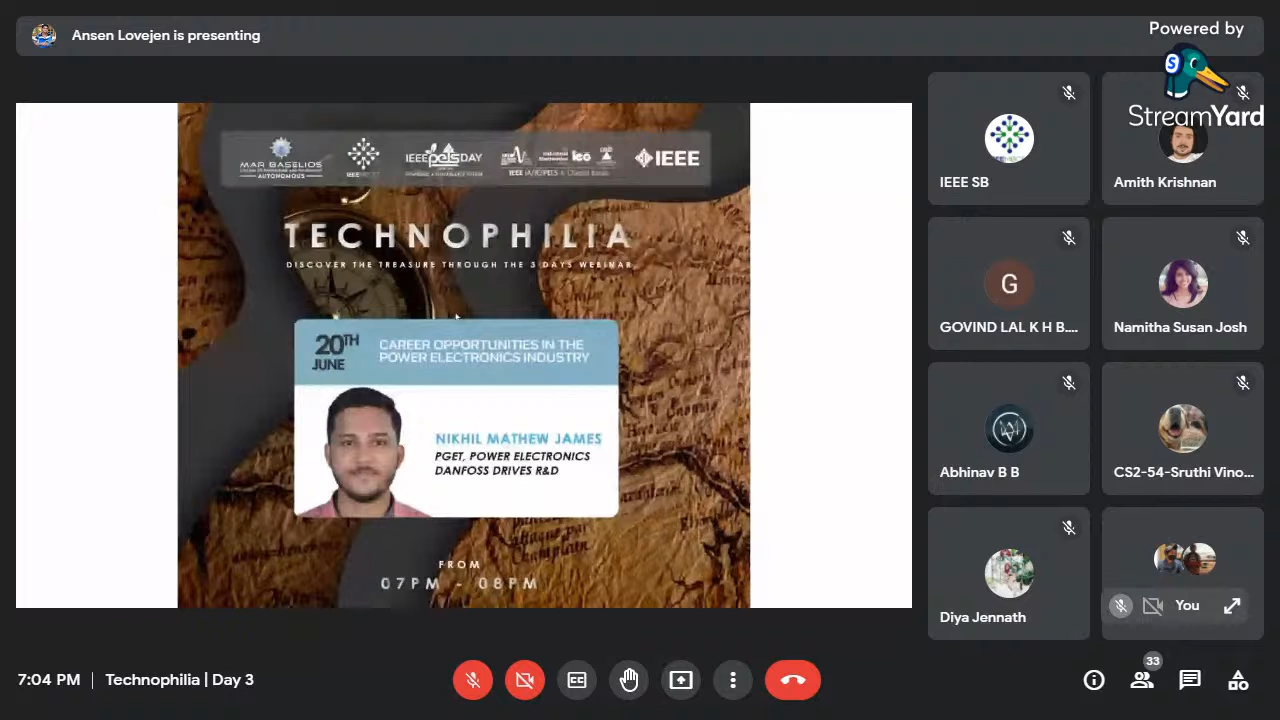 Ansen Lovejen is presenting
Powered by
StreamYard
MAR BASELIOS
AUTONOMOUS
IEEE pels DAY
IEEE
TECHNOPHILIA
DISCOVER THE TREASURE THROUGH THE 3 DAYS WEBINAR
20TH
JUNE
CAREER OPPORTUNITIES IN THE
POWER ELECTRONICS INDUSTRY
NIKHIL MATHEW JAMES
PGET, POWER ELECTRONICS
DANFOSS DRIVES R&D
FROM
07PM - 08PM
IEEE SB
Amith Krishnan
G
GOVIND LAL K H B....
Namitha Susan Josh
Abhinav B B
CS2-54-Sruthi Vino...
Diya Jennath
You
7:04 PM | Technophilia | Day 3
33